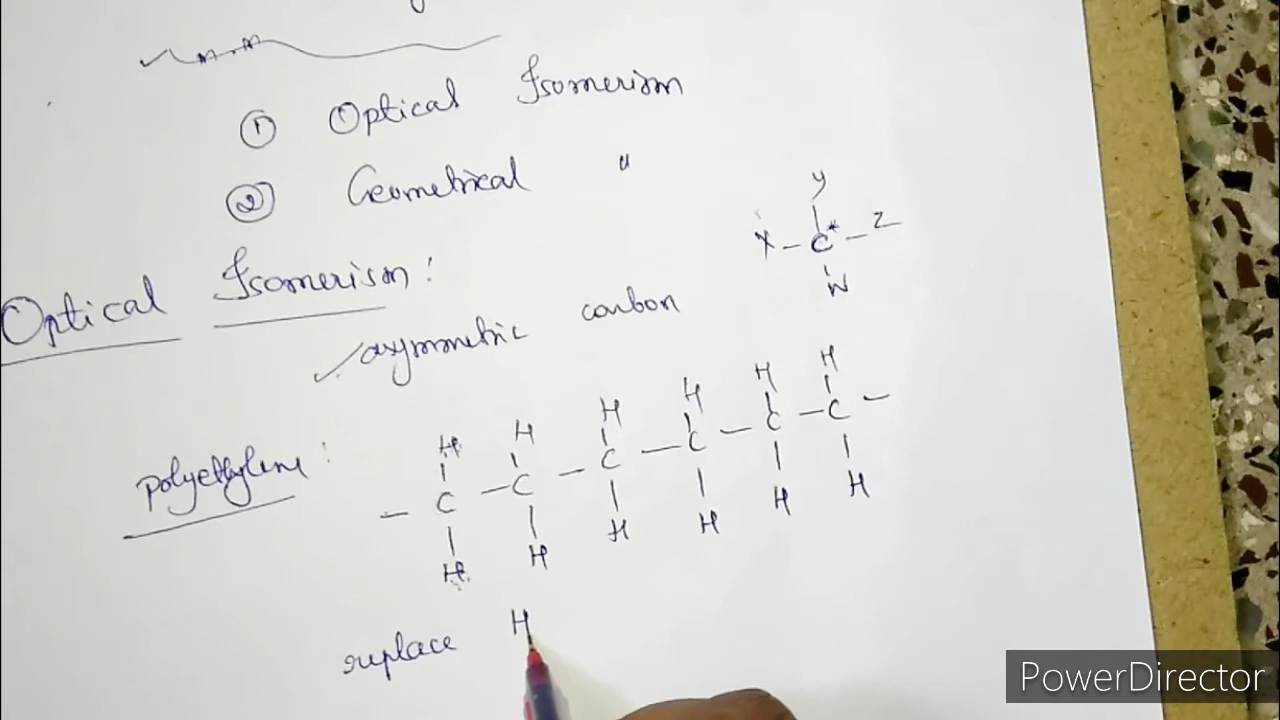 ① Optical Isomerism
② Geometrical "
Optical Isomerism:
✓ asymmetric carbon
y
X - C* - Z
W
polyethylene:
H H H H H H
- C - C - C - C - C - C -
H H H H H H
replace H
PowerDirector